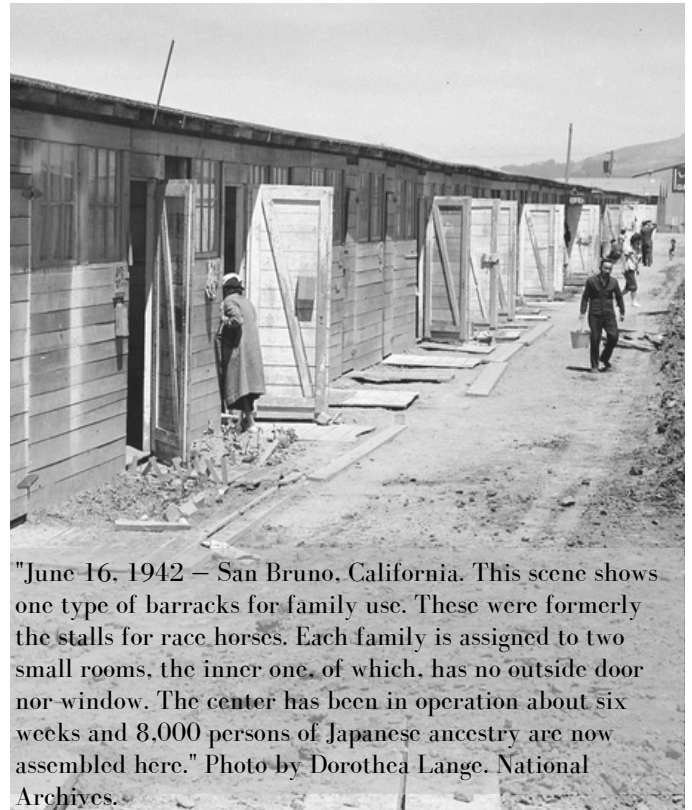 "June 16, 1942 – San Bruno, California. This scene shows
one type of barracks for family use. These were formerly
the stalls for race horses. Each family is assigned to two
small rooms, the inner one, of which, has no outside door
nor window. The center has been in operation about six
weeks and 8,000 persons of Japanese ancestry are now
assembled here." Photo by Dorothea Lange. National
Archives.